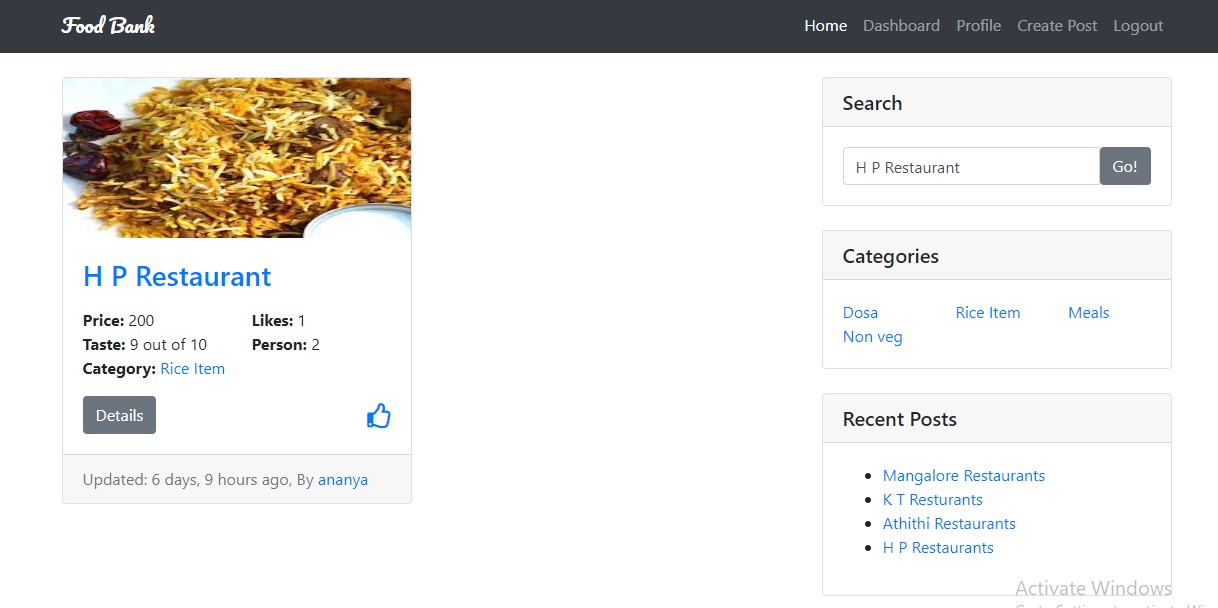 Food Bank
Home Dashboard Profile Create Post Logout
H P Restaurant
Price: 200 Likes: 1
Taste: 9 out of 10 Person: 2
Category: Rice Item
Details
Updated: 6 days, 9 hours ago, By ananya
Search
H P Restaurant Go!
Categories
Dosa Rice Item Meals
Non veg
Recent Posts
Mangalore Restaurants
K T Resturants
Athithi Restaurants
H P Restaurants
Activate Windows